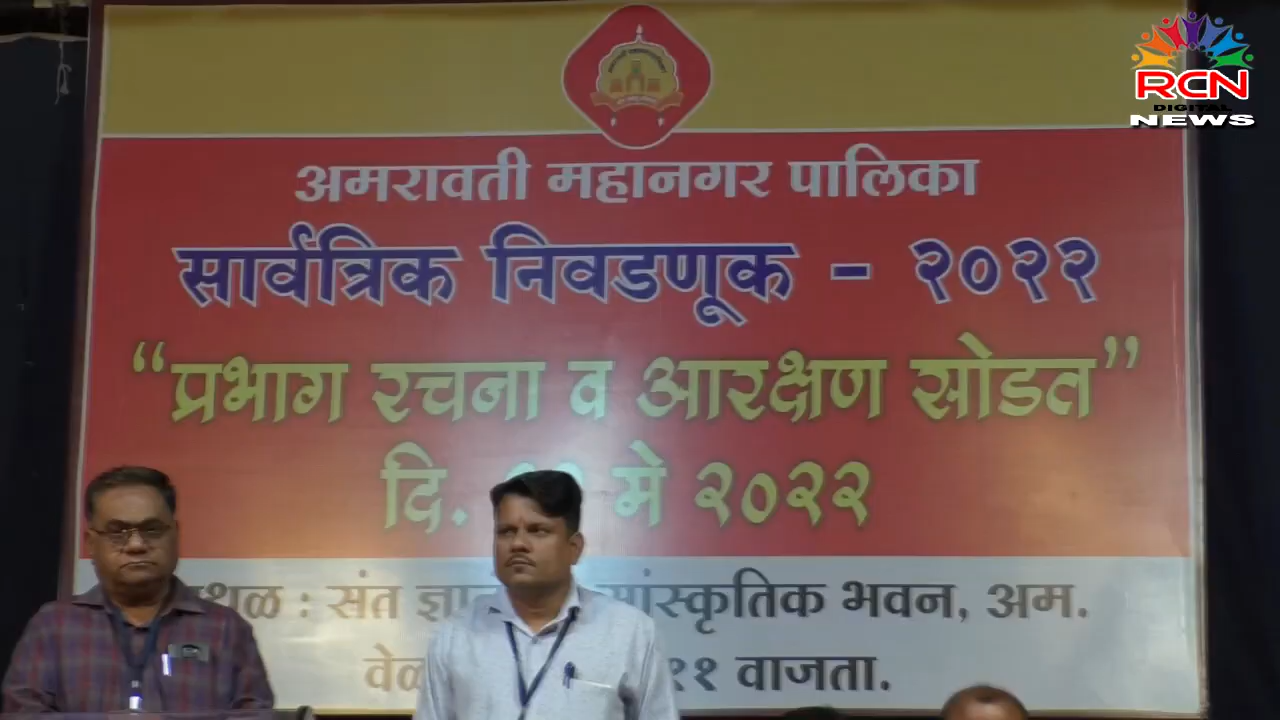 RCN
DIGITAL
NEWS
अमरावती महानगर पालिका
सार्वत्रिक निवडणूक - २०२२
“प्रभाग रचना व आरक्षण सोडत”
दि. मे २०२२
: संत सांस्कृतिक भवन, अम.
११ वाजता.